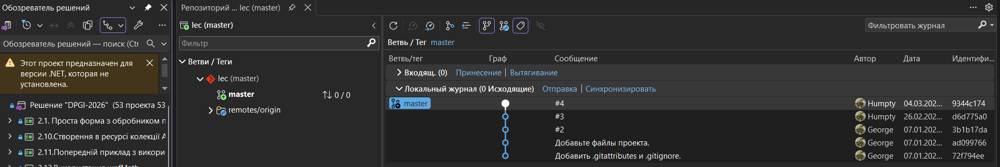 Обозреватель решений
Обозреватель решений — поиск (Ctr
Этот проект предназначен для
версии .NET, которая не
установлена.
Решение "DPGI-2026" (53 проекта 53
2.1. Проста форма з обробником п
2.10.Створення в ресурсі колекції A
2.11.Попередній приклад з викори
Репозиторий ... lec (master)
lec (master)
Фильтр
Ветви / Теги
lec (master)
master 0 / 0
remotes/origin
Фильтровать журнал
Ветвь / Тег master
Ветвь/тег Граф Сообщение Автор Дата Идентифи...
Входящ. (0) Принесение | Вытягивание
Локальный журнал (0 Исходящие) Отправка | Синхронизировать
master #4 Humpty 04.03.202... 9344c174
#3 Humpty 26.02.202... d6d775a0
#2 George 07.01.202... 3b1b17da
Добавьте файлы проекта. George 07.01.202... ad099766
Добавить .gitattributes и .gitignore. George 07.01.202... 72f794ee